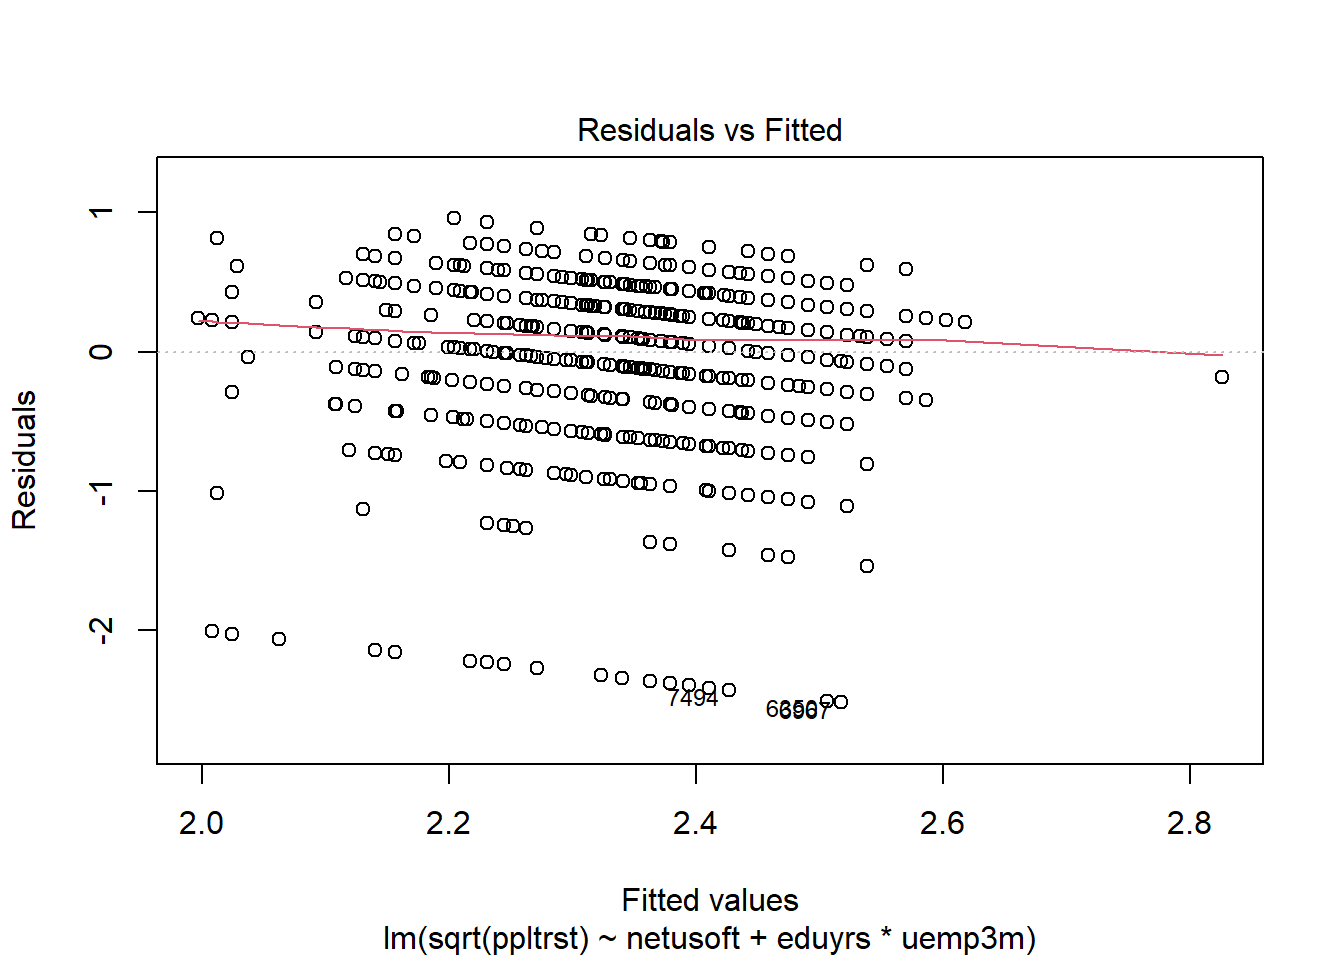 Residuals vs Fitted
Residuals
1
0
-1
-2
7494
6967
2.0
2.2
2.4
2.6
2.8
Fitted values
lm(sqrt(ppltrst) ~ netusoft + eduyrs * uemp3m)